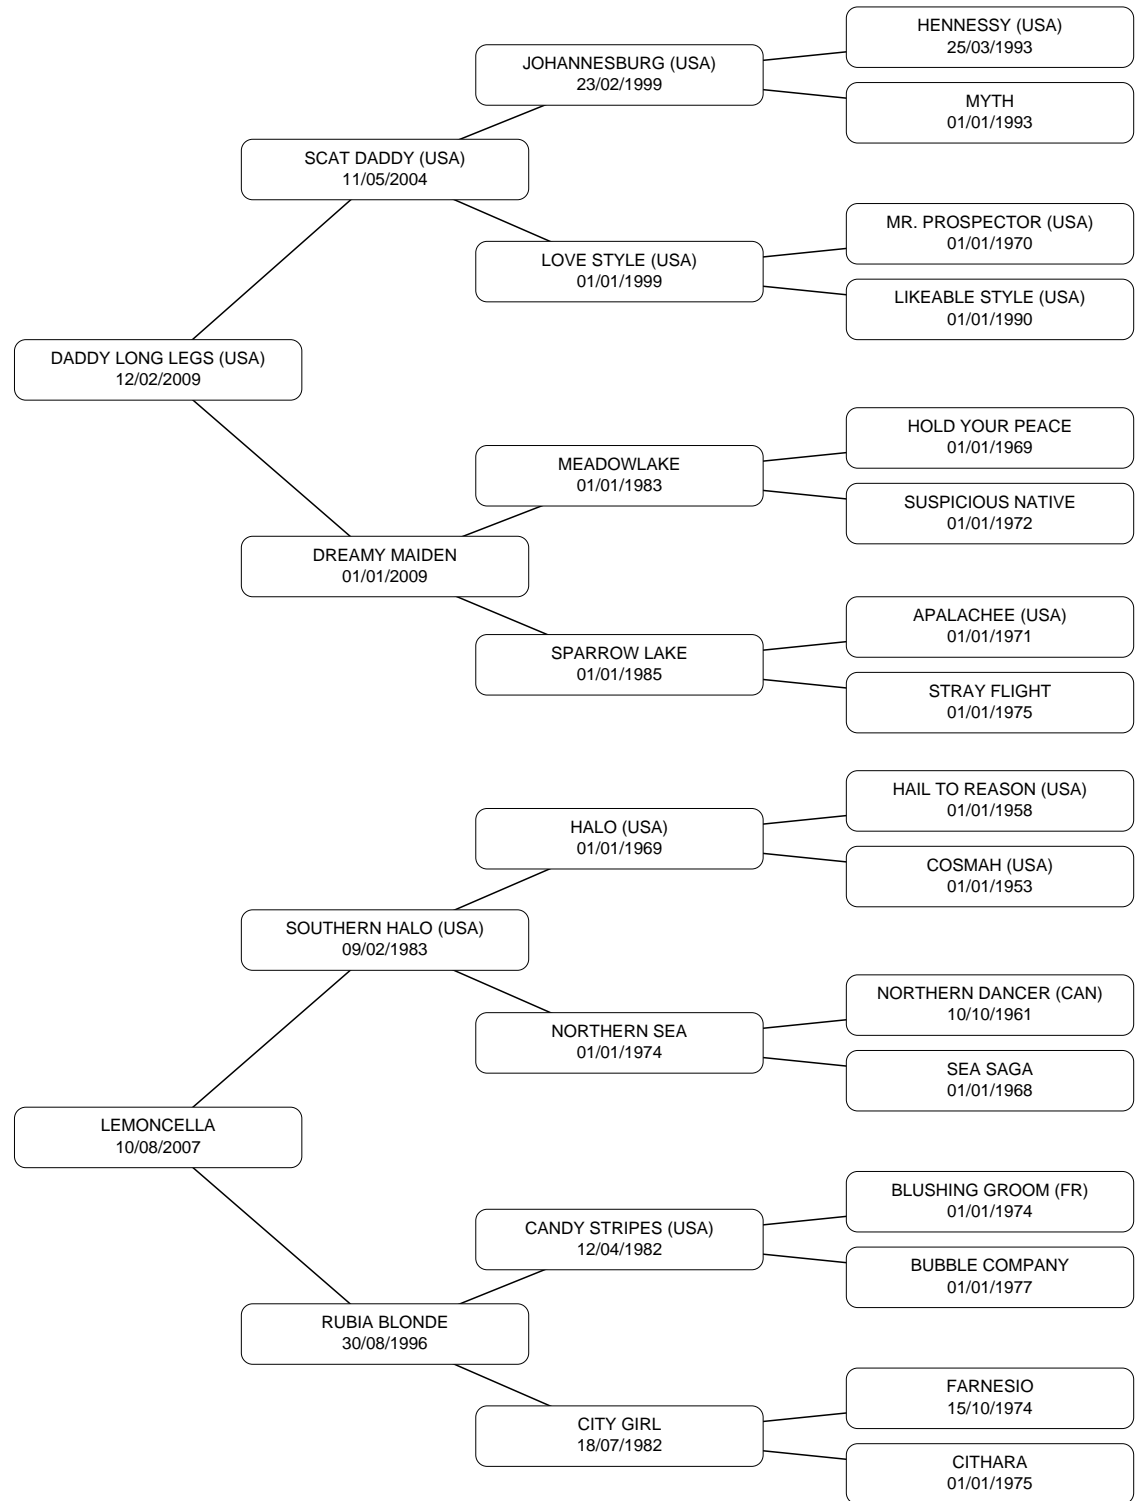 HENNESSY (USA)
25/03/1993
JOHANNESBURG (USA)
23/02/1999
MYTH
01/01/1993
SCAT DADDY (USA)
11/05/2004
MR. PROSPECTOR (USA)
01/01/1970
LOVE STYLE (USA)
01/01/1999
LIKEABLE STYLE (USA)
01/01/1990
DADDY LONG LEGS (USA)
12/02/2009
HOLD YOUR PEACE
01/01/1969
MEADOWLAKE
01/01/1983
SUSPICIOUS NATIVE
01/01/1972
DREAMY MAIDEN
01/01/2009
APALACHEE (USA)
01/01/1971
SPARROW LAKE
01/01/1985
STRAY FLIGHT
01/01/1975
HAIL TO REASON (USA)
01/01/1958
HALO (USA)
01/01/1969
COSMAH (USA)
01/01/1953
SOUTHERN HALO (USA)
09/02/1983
NORTHERN DANCER (CAN)
10/10/1961
NORTHERN SEA
01/01/1974
SEA SAGA
01/01/1968
LEMONCELLA
10/08/2007
BLUSHING GROOM (FR)
01/01/1974
CANDY STRIPES (USA)
12/04/1982
BUBBLE COMPANY
01/01/1977
RUBIA BLONDE
30/08/1996
FARNESIO
15/10/1974
CITY GIRL
18/07/1982
CITHARA
01/01/1975